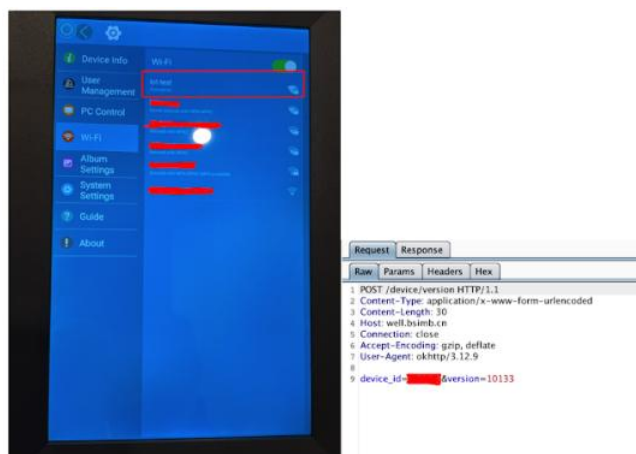 Device Info
User
Management
PC Control
Wi-Fi
Album
Settings
System
Settings
Guide
About
Wi-Fi
Request Response
Raw Params Headers Hex
1 POST /device/version HTTP/1.1
2 Content-Type: application/x-www-form-urlencoded
3 Content-Length: 30
4 Host: well.bsimb.cn
5 Connection: close
6 Accept-Encoding: gzip, deflate
7 User-Agent: okhttp/3.12.9
8
9 device_id= &version=10133